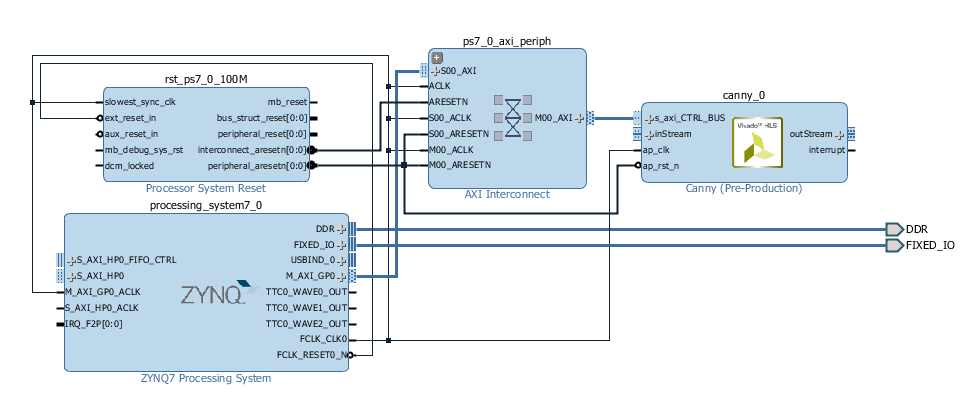 rst_ps7_0_100M
slowest_sync_clk
ext_reset_in
aux_reset_in
mb_debug_sys_rst
dcm_locked
mb_reset
bus_struct_reset[0:0]
peripheral_reset[0:0]
interconnect_aresetn[0:0]
peripheral_aresetn[0:0]
Processor System Reset
ps7_0_axi_periph
S00_AXI
ACLK
ARESETN
S00_ACLK
S00_ARESETN
M00_ACLK
M00_ARESETN
M00_AXI
AXI Interconnect
canny_0
s_axi_CTRL_BUS
inStream
ap_clk
ap_rst_n
Vivado™ HLS
outStream
interrupt
Canny (Pre-Production)
processing_system7_0
S_AXI_HP0_FIFO_CTRL
S_AXI_HP0
M_AXI_GP0_ACLK
S_AXI_HP0_ACLK
IRQ_F2P[0:0]
ZYNQ
DDR
FIXED_IO
USBIND_0
M_AXI_GP0
TTC0_WAVE0_OUT
TTC0_WAVE1_OUT
TTC0_WAVE2_OUT
FCLK_CLK0
FCLK_RESET0_N
ZYNQ7 Processing System
DDR
FIXED_IO